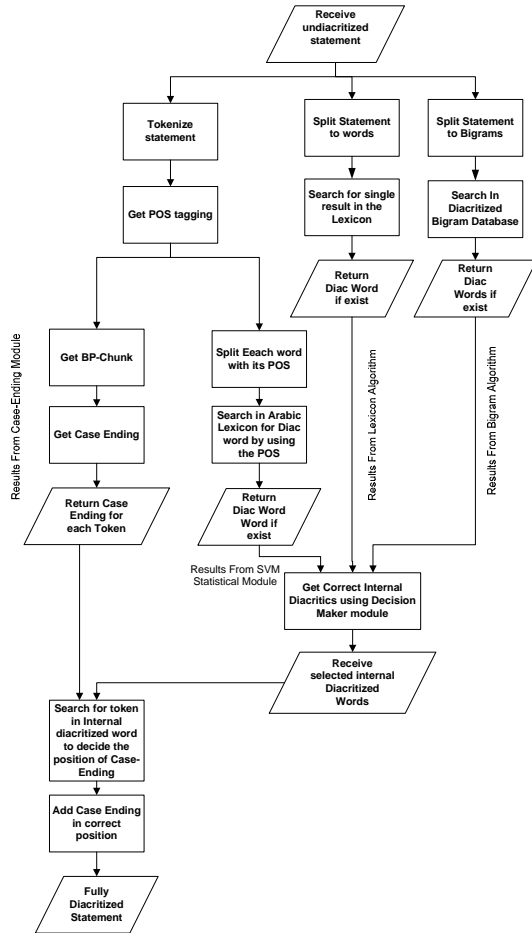 Receive
undiacritized
statement
Tokenize
statement
Split Statement
to words
Split Statement
to Bigrams
Get POS tagging
Search for single
result in the
Lexicon
Search In
Diacritized
Bigram Database
Return
Diac Word
if exist
Return
Diac
Words if
exist
Get BP-Chunk
Split Eeach word
with its POS
Get Case Ending
Search in Arabic
Lexicon for Diac
word by using
the POS
Return Case
Ending for
each Token
Return
Diac Word
Word if
exist
Results From Case-Ending Module
Results From Lexicon Algorithm
Results From Bigram Algorithm
Results From SVM
Statistical Module
Get Correct Internal
Diacritics using Decision
Maker module
Receive
selected internal
Diacritized
Words
Search for token
in Internal
diacritized word
to decide the
position of Case-
Ending
Add Case Ending
in correct
position
Fully
Diacritized
Statement